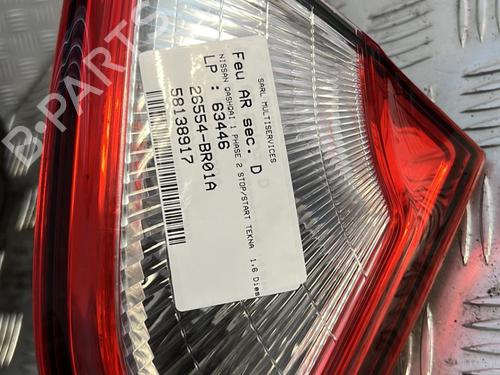 SARL MULTISERVICES
Feu AR sec. D
NISSAN QASHQAI 1 PHASE 2 STOP/START TEKNA 1,6 Dies
LP : 63446
26554-BR01A
58138917
B-PARTS